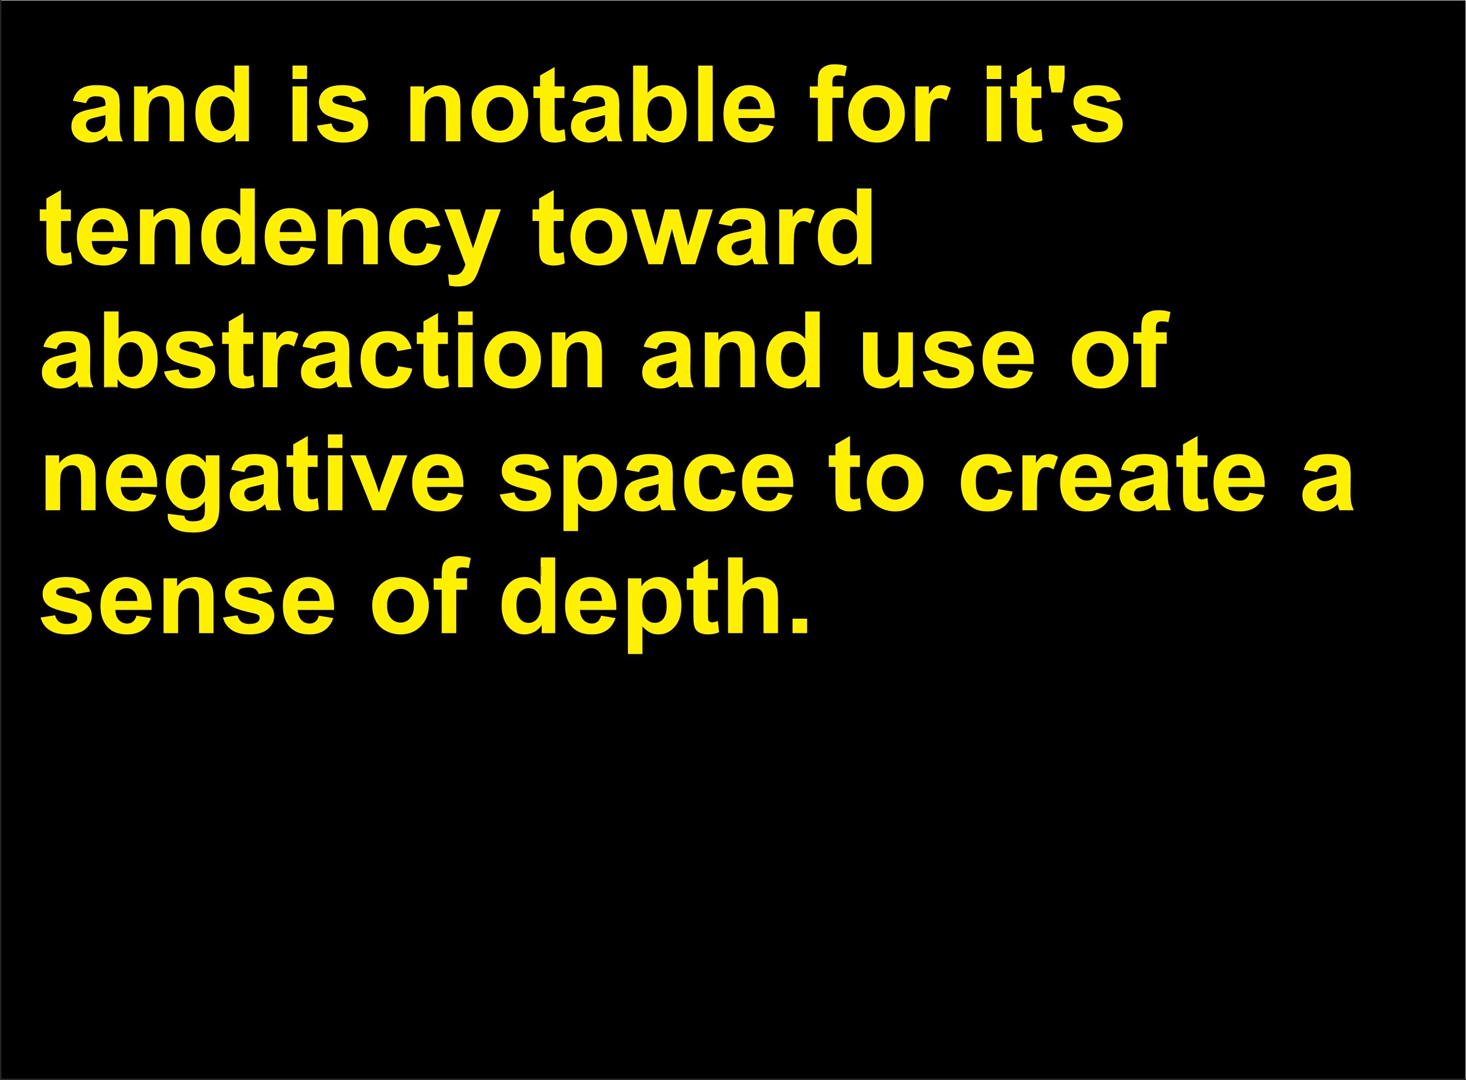 and is notable for it's
tendency toward
abstraction and use of
negative space to create a
sense of depth.